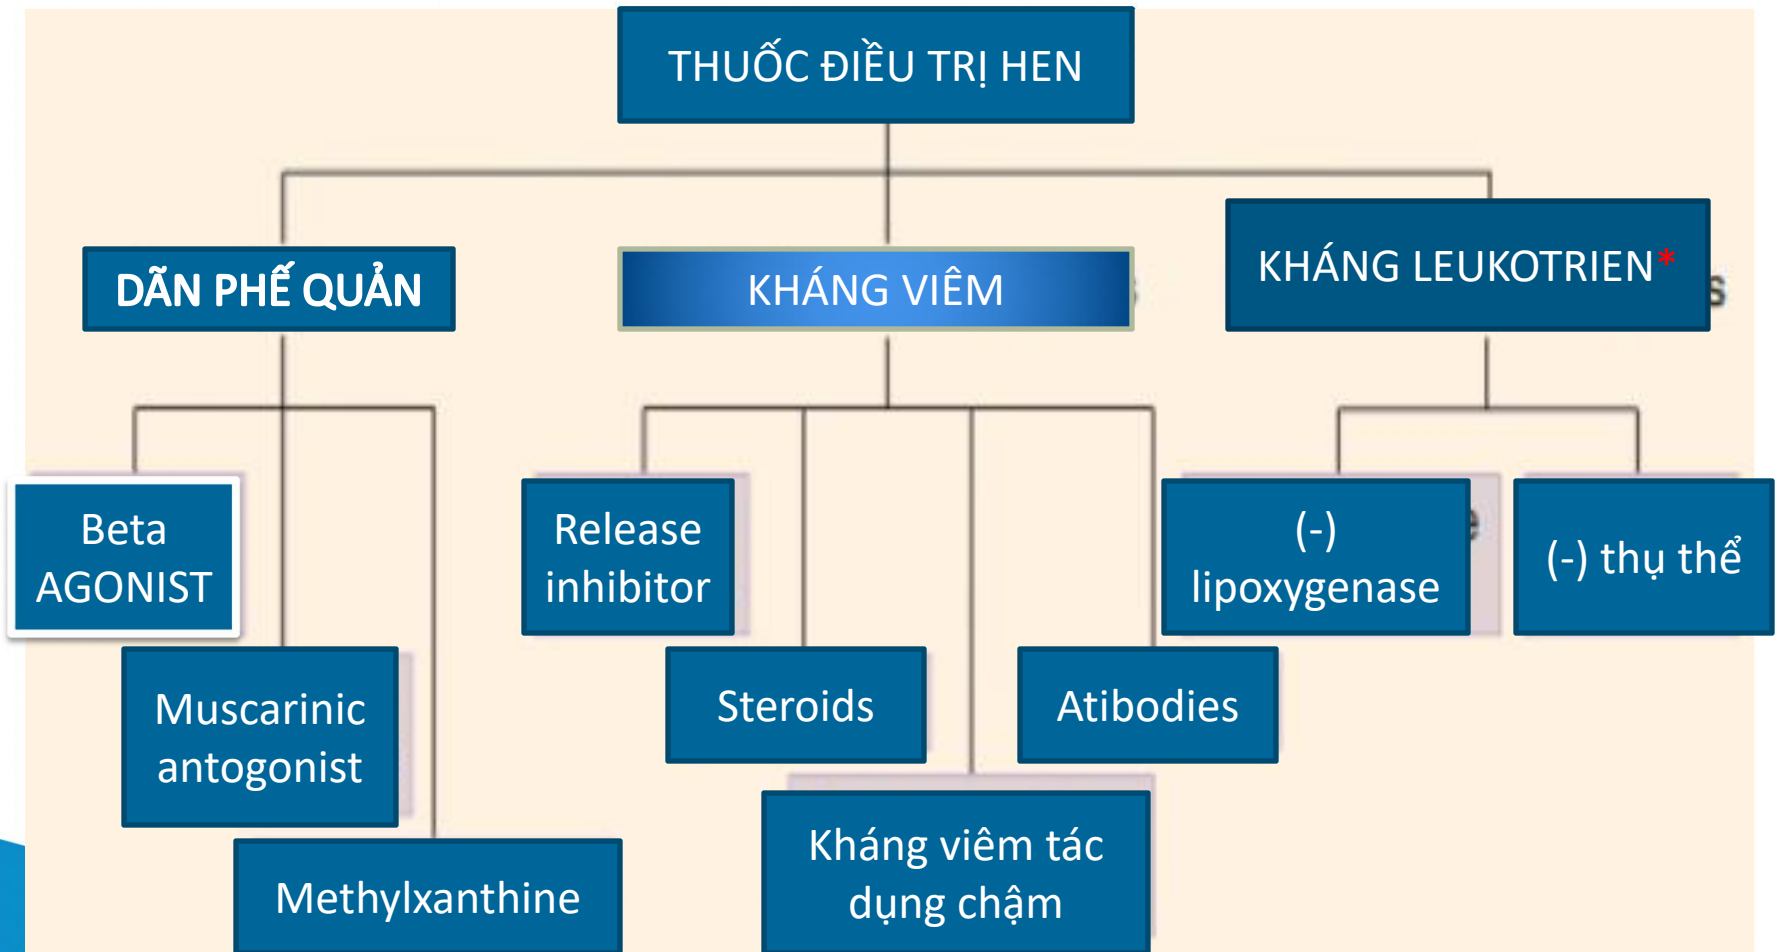 THUỐC ĐIỀU TRỊ HEN
DÃN PHẾ QUẢN
KHÁNG VIÊM
KHÁNG LEUKOTRIEN*
s
Beta
AGONIST
Release
inhibitor
(-)
lipoxygenase
(-) thụ thể
Muscarinic
antogonist
Steroids
Atibodies
Methylxanthine
Kháng viêm tác
dụng chậm